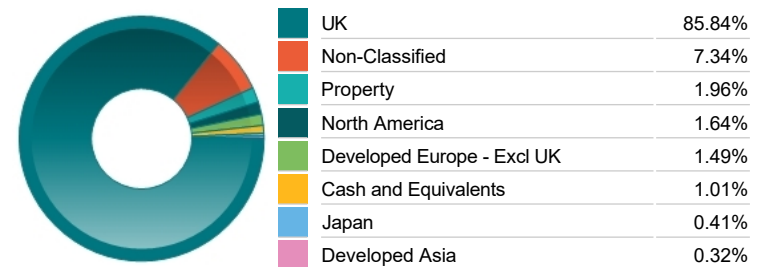 UK 85.84%
Non-Classified 7.34%
Property 1.96%
North America 1.64%
Developed Europe - Excl UK 1.49%
Cash and Equivalents 1.01%
Japan 0.41%
Developed Asia 0.32%